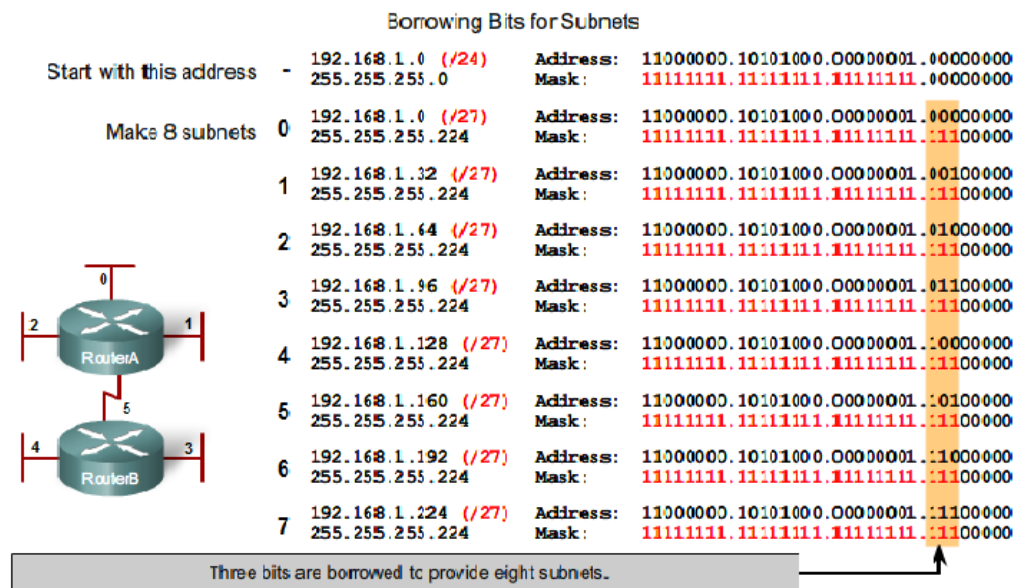 Borrowing Bits for Subnets
Start with this address - 192.168.1.0 (/24) Address: 11000000.10101000.00000001.00000000
255.255.255.0 Mask: 11111111.11111111.11111111.00000000
Make 8 subnets 0 192.168.1.0 (/27) Address: 11000000.10101000.00000001.00000000
255.255.255.224 Mask: 11111111.11111111.11111111.11100000
1 192.168.1.32 (/27) Address: 11000000.10101000.00000001.00100000
255.255.255.224 Mask: 11111111.11111111.11111111.11100000
2 192.168.1.64 (/27) Address: 11000000.10101000.00000001.01000000
255.255.255.224 Mask: 11111111.11111111.11111111.11100000
3 192.168.1.96 (/27) Address: 11000000.10101000.00000001.01100000
255.255.255.224 Mask: 11111111.11111111.11111111.11100000
4 192.168.1.128 (/27) Address: 11000000.10101000.00000001.10000000
255.255.255.224 Mask: 11111111.11111111.11111111.11100000
5 192.168.1.160 (/27) Address: 11000000.10101000.00000001.10100000
255.255.255.224 Mask: 11111111.11111111.11111111.11100000
6 192.168.1.192 (/27) Address: 11000000.10101000.00000001.11000000
255.255.255.224 Mask: 11111111.11111111.11111111.11100000
7 192.168.1.224 (/27) Address: 11000000.10101000.00000001.11100000
255.255.255.224 Mask: 11111111.11111111.11111111.11100000
0
2 1
RouterA
5
4 3
RouterB
Three bits are borrowed to provide eight subnets.